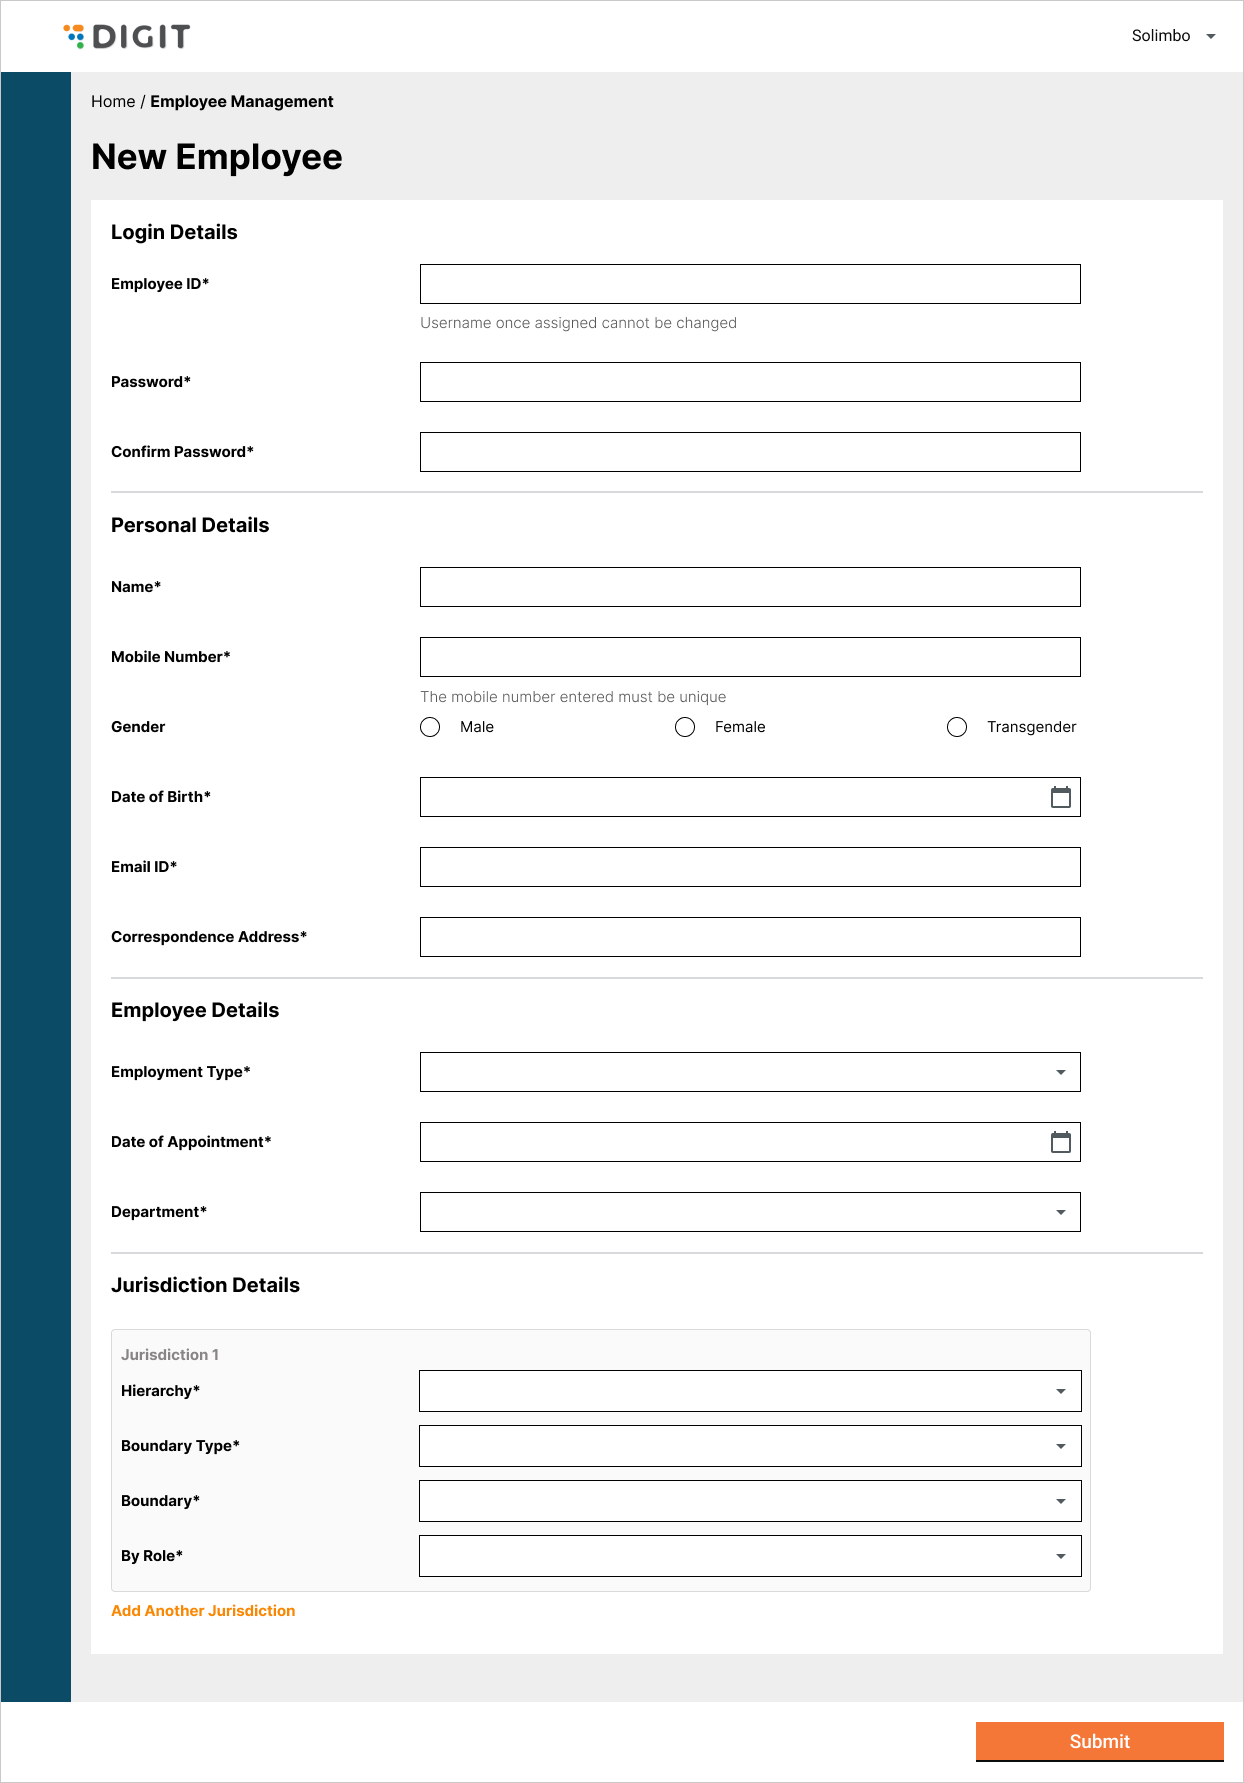 DIGIT
Solimbo
Home / Employee Management
New Employee
Login Details
Employee ID*
Username once assigned cannot be changed
Password*
Confirm Password*
Personal Details
Name*
Mobile Number*
The mobile number entered must be unique
Gender Male Female Transgender
Date of Birth*
Email ID*
Correspondence Address*
Employee Details
Employment Type*
Date of Appointment*
Department*
Jurisdiction Details
Jurisdiction 1
Hierarchy*
Boundary Type*
Boundary*
By Role*
Add Another Jurisdiction
Submit